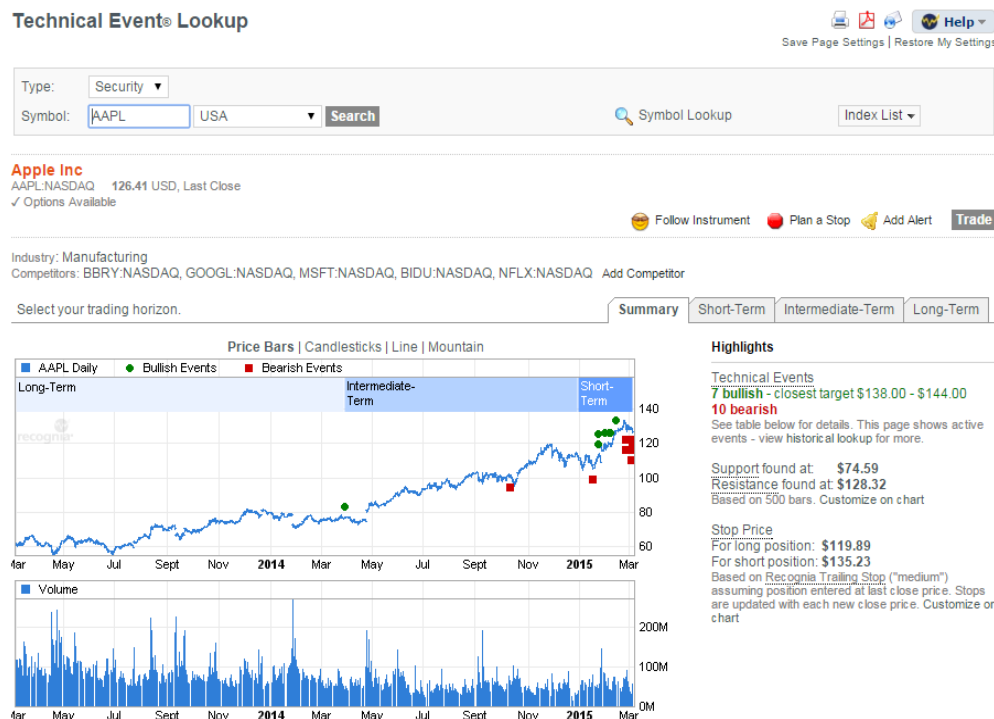 Technical Event® Lookup
Help
Save Page Settings | Restore My Settings
Type: Security
Symbol: AAPL USA Search Symbol Lookup Index List
Apple Inc
AAPL:NASDAQ 126.41 USD, Last Close
✓ Options Available
Follow Instrument Plan a Stop Add Alert Trade
Industry: Manufacturing
Competitors: BBRY:NASDAQ, GOOGL:NASDAQ, MSFT:NASDAQ, BIDU:NASDAQ, NFLX:NASDAQ Add Competitor
Select your trading horizon. Summary Short-Term Intermediate-Term Long-Term
Price Bars | Candlesticks | Line | Mountain
AAPL Daily Bullish Events Bearish Events
Long-Term Intermediate-Term Short-Term
recognia
140
120
100
80
60
Mar May Jul Sept Nov 2014 Mar May Jul Sept Nov 2015 Mar
Volume
200M
100M
0M
Mar May Jul Sept Nov 2014 Mar May Jul Sept Nov 2015 Mar
Highlights
Technical Events
7 bullish - closest target $138.00 - $144.00
10 bearish
See table below for details. This page shows active
events - view historical lookup for more.
Support found at: $74.59
Resistance found at: $128.32
Based on 500 bars. Customize on chart
Stop Price
For long position: $119.89
For short position: $135.23
Based on Recognia Trailing Stop ("medium")
assuming position entered at last close price. Stops
are updated with each new close price. Customize on
chart